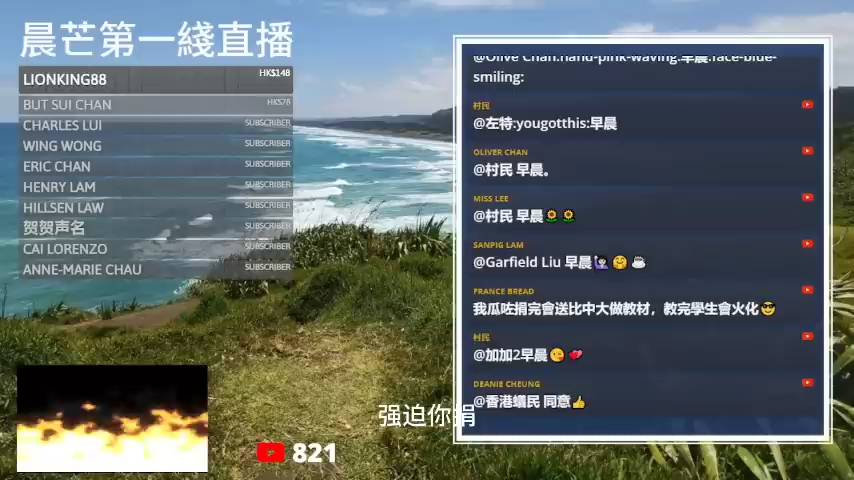 晨芒第一綫直播
LIONKING88 HK$148
BUT SUI CHAN HK$78
CHARLES LUI SUBSCRIBER
WING WONG SUBSCRIBER
ERIC CHAN SUBSCRIBER
HENRY LAM SUBSCRIBER
HILLSEN LAW SUBSCRIBER
贺贺声名 SUBSCRIBER
CAI LORENZO SUBSCRIBER
ANNE-MARIE CHAU SUBSCRIBER
@Olive Chan:hand-pink-waving:早晨:face-blue-
smiling:
村民
@左特:yougotthis:早晨
OLIVER CHAN
@村民 早晨。
MISS LEE
@村民 早晨🌻🌻
SANPIG LAM
@Garfield Liu 早晨🙋🏻‍♀️🤗☕
FRANCE BREAD
我瓜咗捐完會送比中大做教材，教完學生會火化😎
村民
@加加2早晨😘💕
DEANIE CHEUNG
@香港蟻民 同意👍
强迫你捐
821